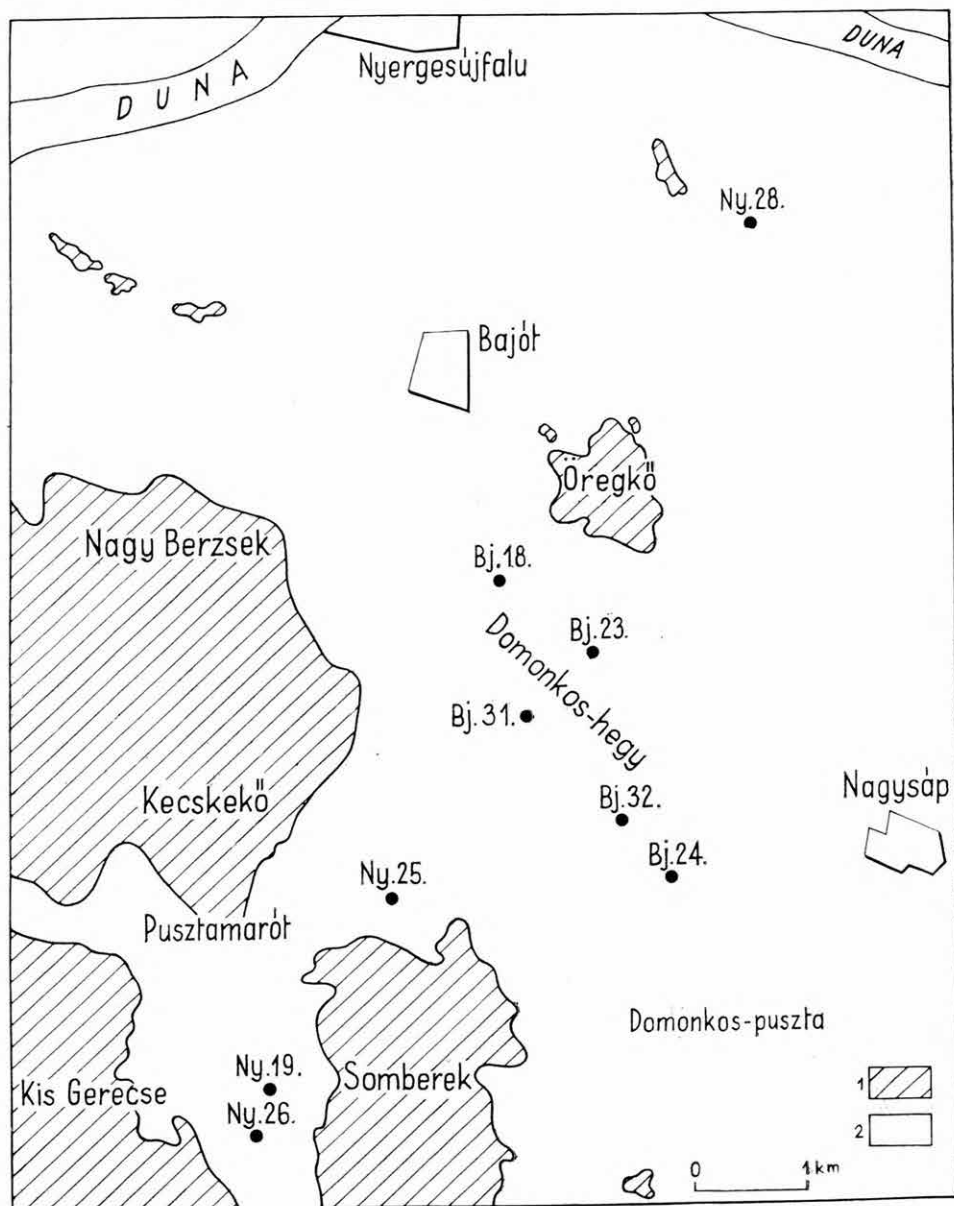 DUNA
Nyergesújfalu
DUNA
Ny.28.
Bajót
Öregkő
Nagy Berzsek
Bj.18.
Bj.23.
Domonkos-hegy
Bj.31.
Kecskekő
Bj.32.
Nagysáp
Bj.24.
Ny.25.
Pusztamarót
Domonkos-puszta
Ny.19.
Somberek
Kis Gerecse
Ny.26.
1
2
0 1 km